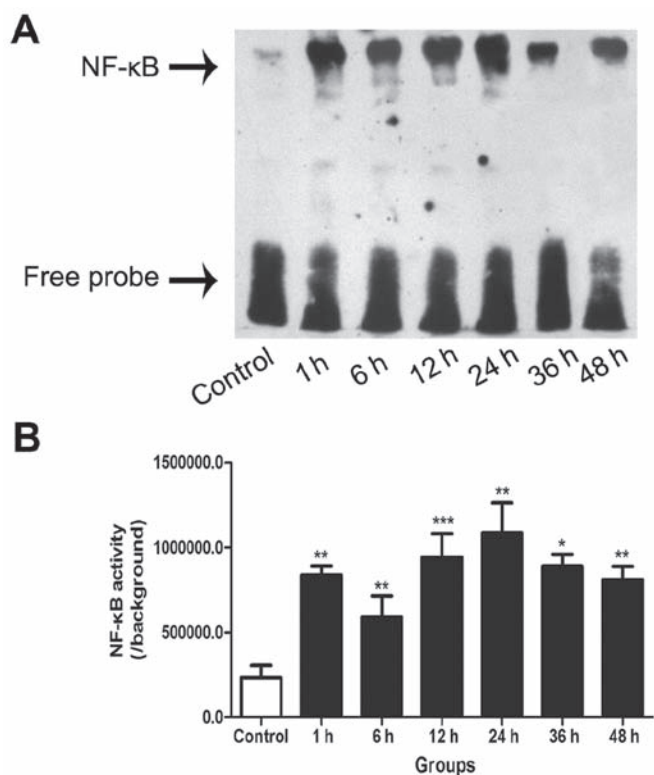 A
NF-κB
Free probe
Control 1 h 6 h 12 h 24 h 36 h 48 h
B
NF-κB activity
(/background)
1500000.0
1000000.0
500000.0
0.0
** ** *** ** * **
Control 1 h 6 h 12 h 24 h 36 h 48 h
Groups